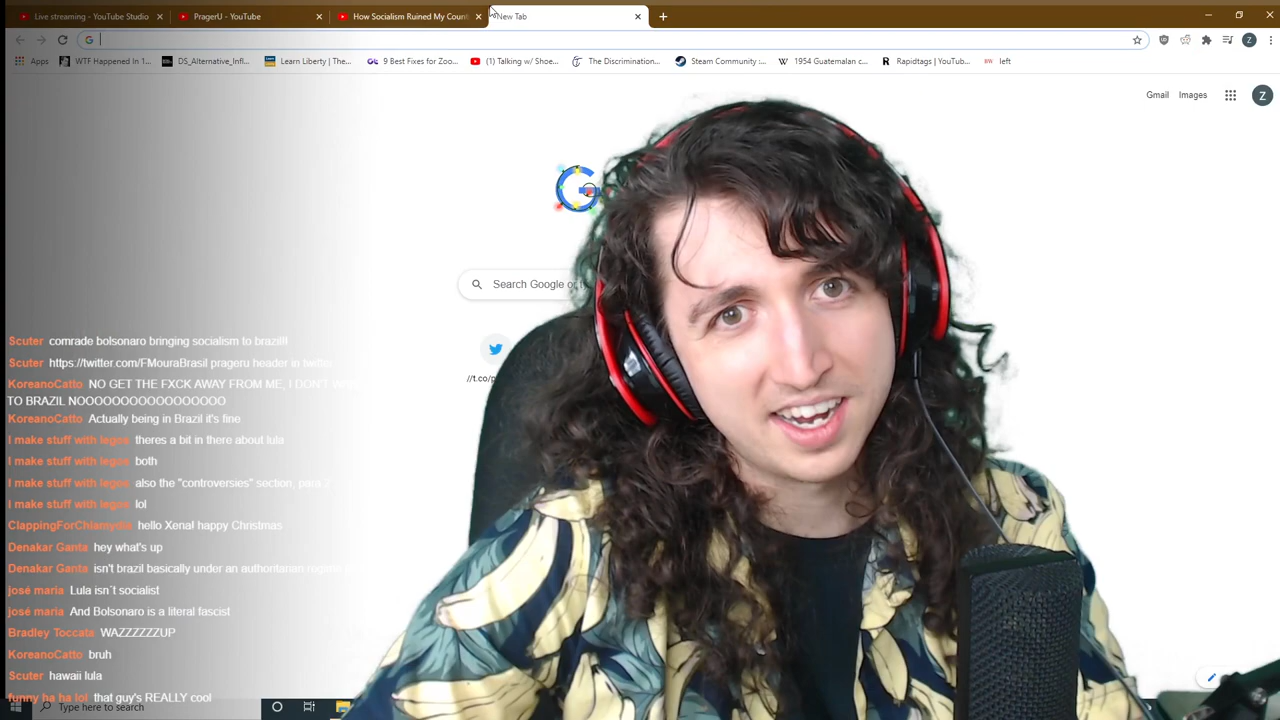 Live streaming - YouTube Studio
PragerU - YouTube
How Socialism Ruined My Count
New Tab
G
Apps
WTF Happened In 1...
DS_Alternative_Infl...
Learn Liberty | The...
9 Best Fixes for Zoo...
(1) Talking w/ Shoe...
The Discrimination...
Steam Community :...
W 1954 Guatemalan c...
R Rapidtags | YouTub...
left
Gmail
Images
Z
G
Search Google or
//t.co/
Scuter comrade bolsonaro bringing socialism to brazil!!
Scuter https://twitter.com/FMouraBrasil prageru header in twitter
KoreanoCatto NO GET THE FXCK AWAY FROM ME, I DON'T
TO BRAZIL NOOOOOOOOOOOOOOOOO
KoreanoCatto Actually being in Brazil it's fine
I make stuff with legos theres a bit in there about lula
I make stuff with legos both
I make stuff with legos also the "controversies" section, para
I make stuff with legos lol
ClappingForChlamydia hello Xena! happy Christmas
Denakar Ganta hey what's up
Denakar Ganta isn't brazil basically under an authoritarian regime
josé maria Lula isn´t socialist
josé maria And Bolsonaro is a literal fascist
Bradley Toccata WAZZZZZZUP
KoreanoCatto bruh
Scuter hawaii lula
funny ha ha lol that guy's REALLY cool
Type here to search